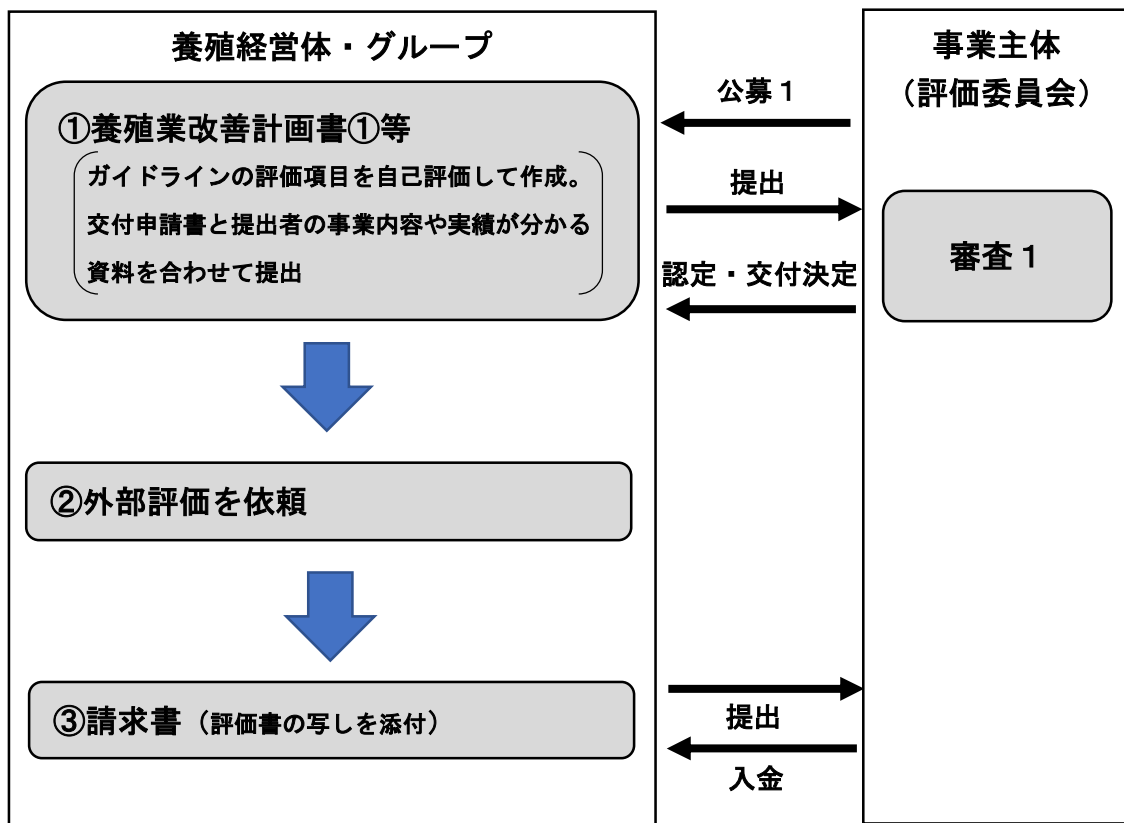 養殖経営体・グループ
①養殖業改善計画書①等
ガイドラインの評価項目を自己評価して作成。
交付申請書と提出者の事業内容や実績が分かる
資料を合わせて提出
②外部評価を依頼
③請求書（評価書の写しを添付）
公募１
提出
認定・交付決定
提出
入金
事業主体
（評価委員会）
審査１